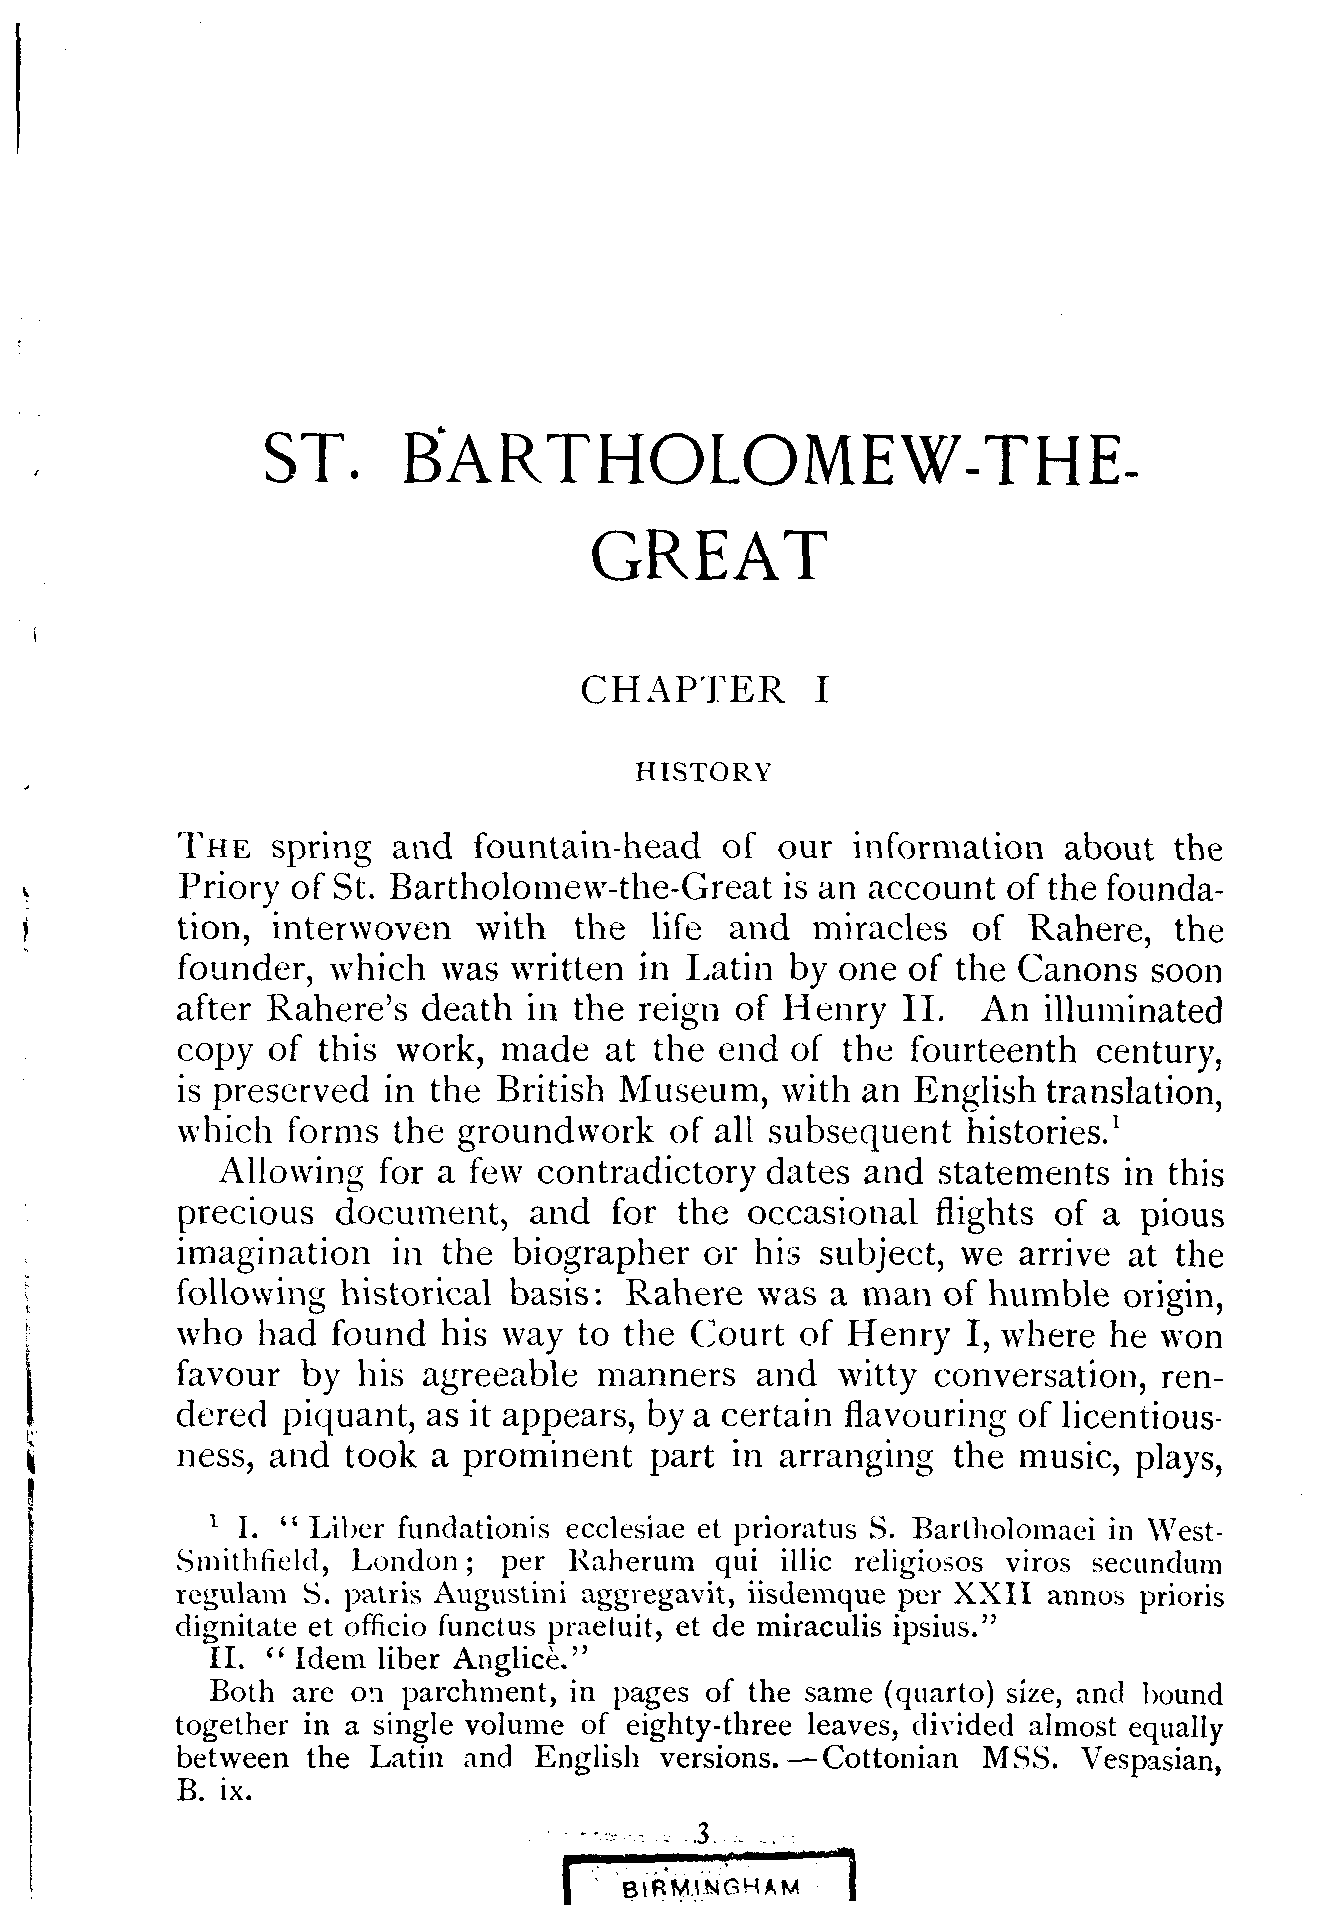 ST. BARTHOLOMEW-THE-
GREAT
CHAPTER I
HISTORY
THE spring and fountain-head of our information about the
Priory of St. Bartholomew-the-Great is an account of the founda-
tion, interwoven with the life and miracles of Rahere, the
founder, which was written in Latin by one of the Canons soon
after Rahere's death in the reign of Henry II. An illuminated
copy of this work, made at the end of the fourteenth century,
is preserved in the British Museum, with an English translation,
which forms the groundwork of all subsequent histories.¹
Allowing for a few contradictory dates and statements in this
precious document, and for the occasional flights of a pious
imagination in the biographer or his subject, we arrive at the
following historical basis: Rahere was a man of humble origin,
who had found his way to the Court of Henry I, where he won
favour by his agreeable manners and witty conversation, ren-
dered piquant, as it appears, by a certain flavouring of licentious-
ness, and took a prominent part in arranging the music, plays,
¹ I. "Liber fundationis ecclesiae et prioratus S. Bartholomaei in West-
Smithfield, London; per Raherum qui illic religiosos viros secundum
regulam S. patris Augustini aggregavit, iisdemque per XXII annos prioris
dignitate et officio functus praefuit, et de miraculis ipsius."
II. "Idem liber Anglicè."
Both are on parchment, in pages of the same (quarto) size, and bound
together in a single volume of eighty-three leaves, divided almost equally
between the Latin and English versions.—Cottonian MSS. Vespasian,
B. ix.
3
BIRMINGHAM